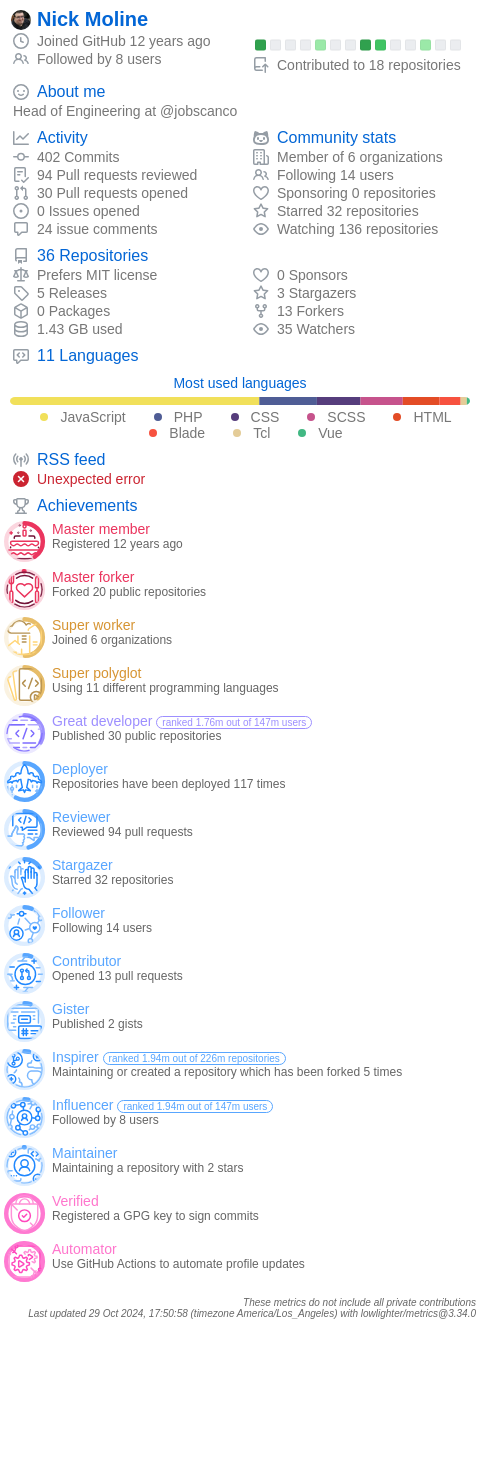 Nick Moline
Joined GitHub 12 years ago
Followed by 8 users
Contributed to 18 repositories
About me
Head of Engineering at @jobscanco
Activity
402 Commits
94 Pull requests reviewed
30 Pull requests opened
0 Issues opened
24 issue comments
Community stats
Member of 6 organizations
Following 14 users
Sponsoring 0 repositories
Starred 32 repositories
Watching 136 repositories
36 Repositories
Prefers MIT license
5 Releases
0 Packages
1.43 GB used
0 Sponsors
3 Stargazers
13 Forkers
35 Watchers
11 Languages
Most used languages
JavaScript PHP CSS SCSS HTML
Blade Tcl Vue
RSS feed
Unexpected error
Achievements
Master member
Registered 12 years ago
Master forker
Forked 20 public repositories
Super worker
Joined 6 organizations
Super polyglot
Using 11 different programming languages
Great developer ranked 1.76m out of 147m users
Published 30 public repositories
Deployer
Repositories have been deployed 117 times
Reviewer
Reviewed 94 pull requests
Stargazer
Starred 32 repositories
Follower
Following 14 users
Contributor
Opened 13 pull requests
Gister
Published 2 gists
Inspirer ranked 1.94m out of 226m repositories
Maintaining or created a repository which has been forked 5 times
Influencer ranked 1.94m out of 147m users
Followed by 8 users
Maintainer
Maintaining a repository with 2 stars
Verified
Registered a GPG key to sign commits
Automator
Use GitHub Actions to automate profile updates
These metrics do not include all private contributions
Last updated 29 Oct 2024, 17:50:58 (timezone America/Los_Angeles) with lowlighter/metrics@3.34.0